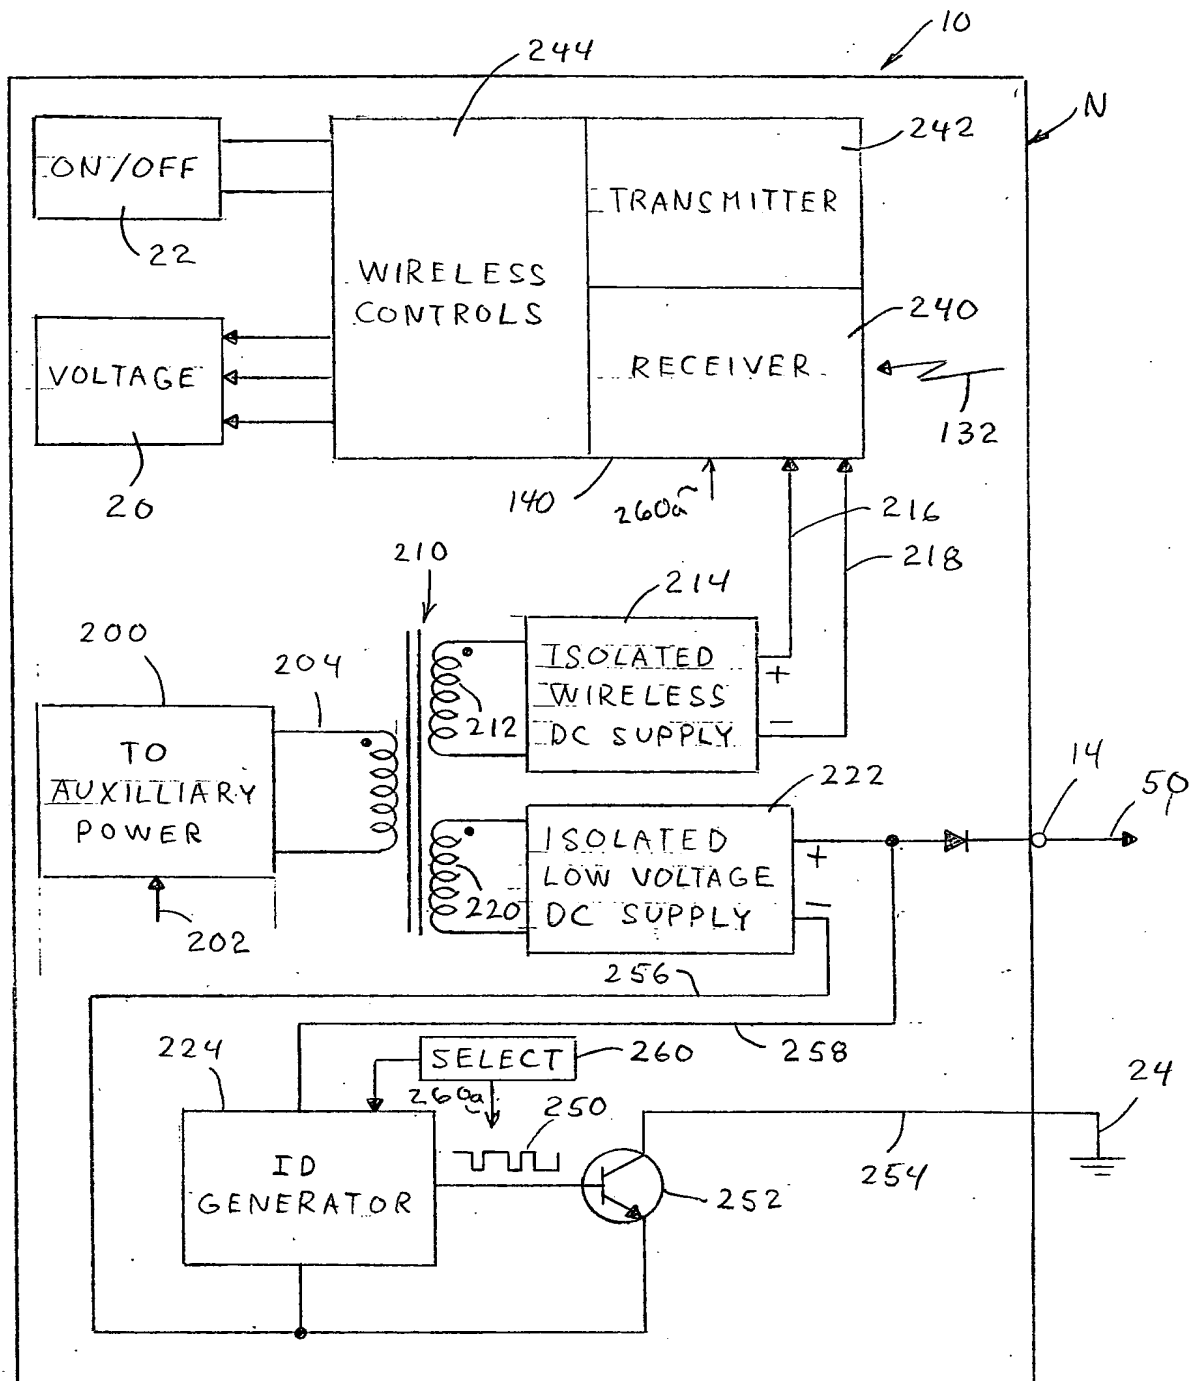 10
244
N
ON/OFF
242
TRANSMITTER
22
WIRELESS
CONTROLS
240
VOLTAGE
RECEIVER
132
20
140
260a
216
210
218
214
200
204
ISOLATED
WIRELESS
DC SUPPLY
+
−
212
TO
AUXILLIARY
POWER
222
14
50
ISOLATED
LOW VOLTAGE
DC SUPPLY
+
−
220
202
256
258
224
SELECT
260
260a
250
24
ID
GENERATOR
254
252